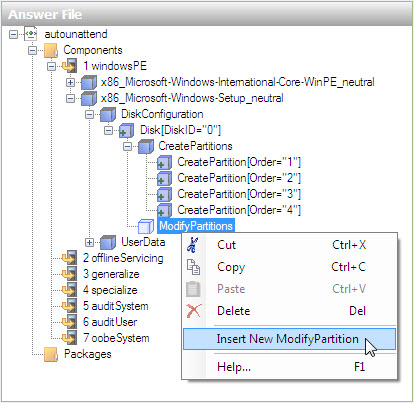 Answer File
autounattend
Components
1 windowsPE
x86_Microsoft-Windows-International-Core-WinPE_neutral
x86_Microsoft-Windows-Setup_neutral
DiskConfiguration
Disk[DiskID="0"]
CreatePartitions
CreatePartition[Order="1"]
CreatePartition[Order="2"]
CreatePartition[Order="3"]
CreatePartition[Order="4"]
ModifyPartitions
UserData
2 offlineServicing
3 generalize
4 specialize
5 auditSystem
6 auditUser
7 oobeSystem
Packages
Cut Ctrl+X
Copy Ctrl+C
Paste Ctrl+V
Delete Del
Insert New ModifyPartition
Help... F1